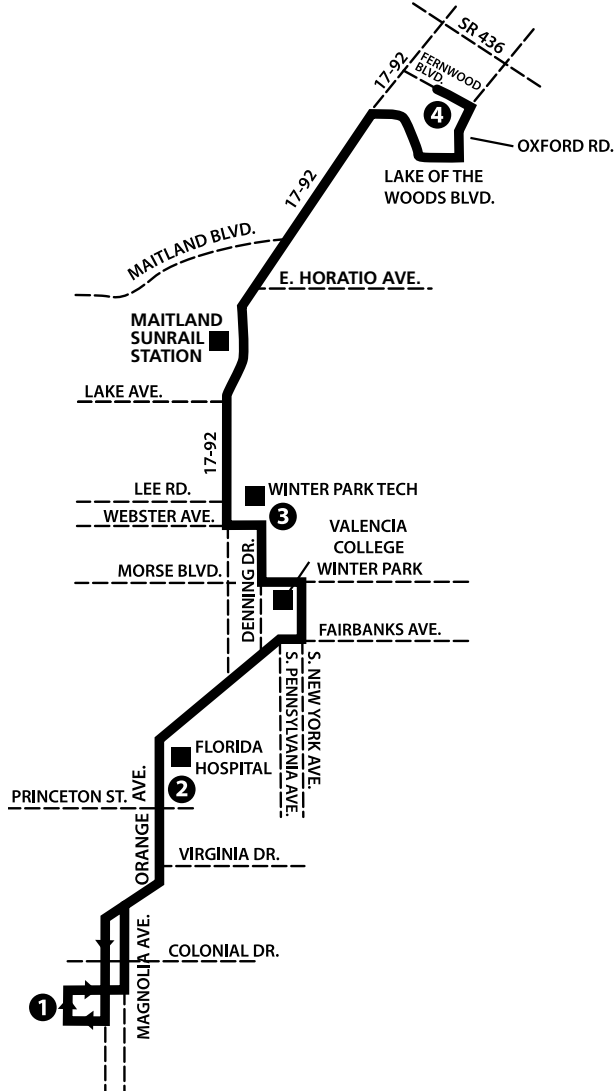 SR 436
17-92
FERNWOOD
BLVD.
4
OXFORD RD.
LAKE OF THE
WOODS BLVD.
17-92
MAITLAND BLVD.
E. HORATIO AVE.
MAITLAND
SUNRAIL
STATION
LAKE AVE.
17-92
LEE RD.
WINTER PARK TECH
WEBSTER AVE.
3
VALENCIA
COLLEGE
WINTER PARK
MORSE BLVD.
DENNING DR.
FAIRBANKS AVE.
S. PENNSYLVANIA AVE.
S. NEW YORK AVE.
FLORIDA
HOSPITAL
2
PRINCETON ST.
ORANGE AVE.
VIRGINIA DR.
MAGNOLIA AVE.
COLONIAL DR.
1